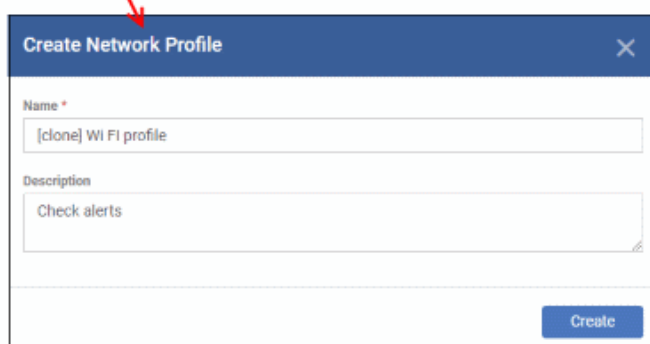 Create Network Profile
Name *
[clone] Wi FI profile
Description
Check alerts
Create